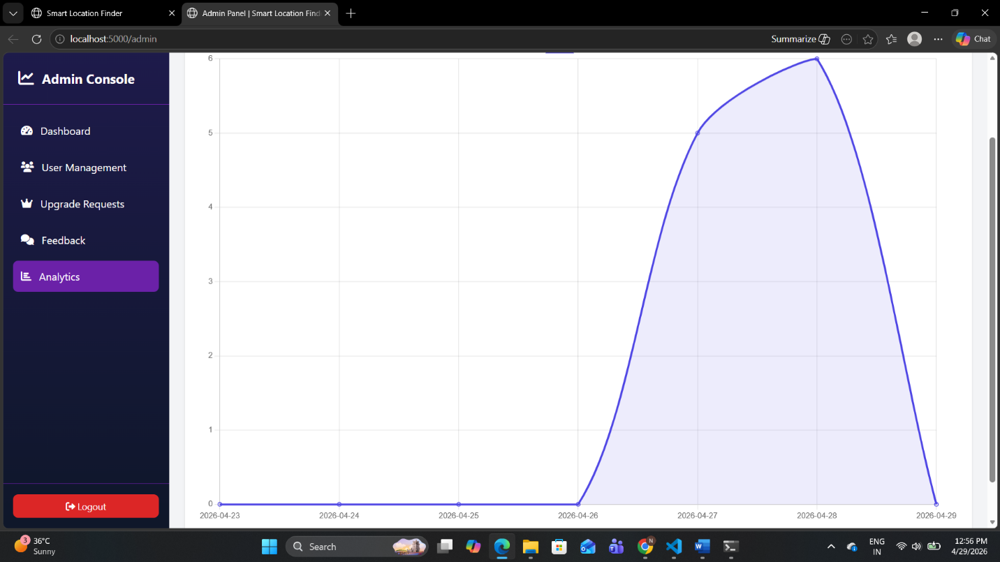 Smart Location Finder
Admin Panel | Smart Location Find
localhost:5000/admin
Summarize
Chat
Admin Console
Dashboard
User Management
Upgrade Requests
Feedback
Analytics
Logout
6
5
4
3
2
1
0
2026-04-23
2026-04-24
2026-04-25
2026-04-26
2026-04-27
2026-04-28
2026-04-29
3
36°C
Sunny
Search
N
ENG
IN
12:56 PM
4/29/2026